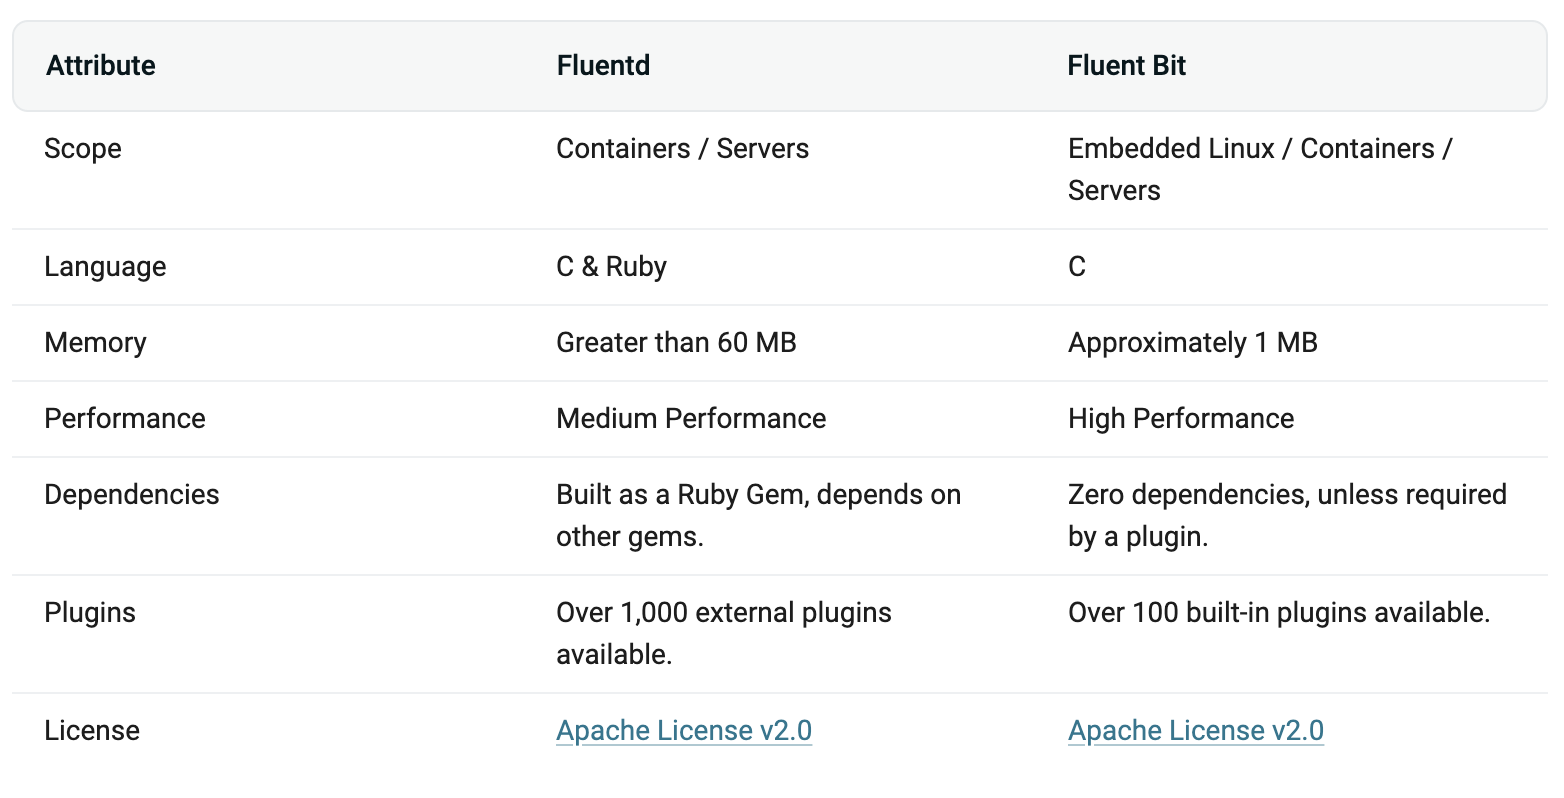 Attribute Fluentd Fluent Bit
Scope Containers / Servers Embedded Linux / Containers /
Servers
Language C & Ruby C
Memory Greater than 60 MB Approximately 1 MB
Performance Medium Performance High Performance
Dependencies Built as a Ruby Gem, depends on Zero dependencies, unless required
other gems. by a plugin.
Plugins Over 1,000 external plugins Over 100 built-in plugins available.
available.
License Apache License v2.0 Apache License v2.0